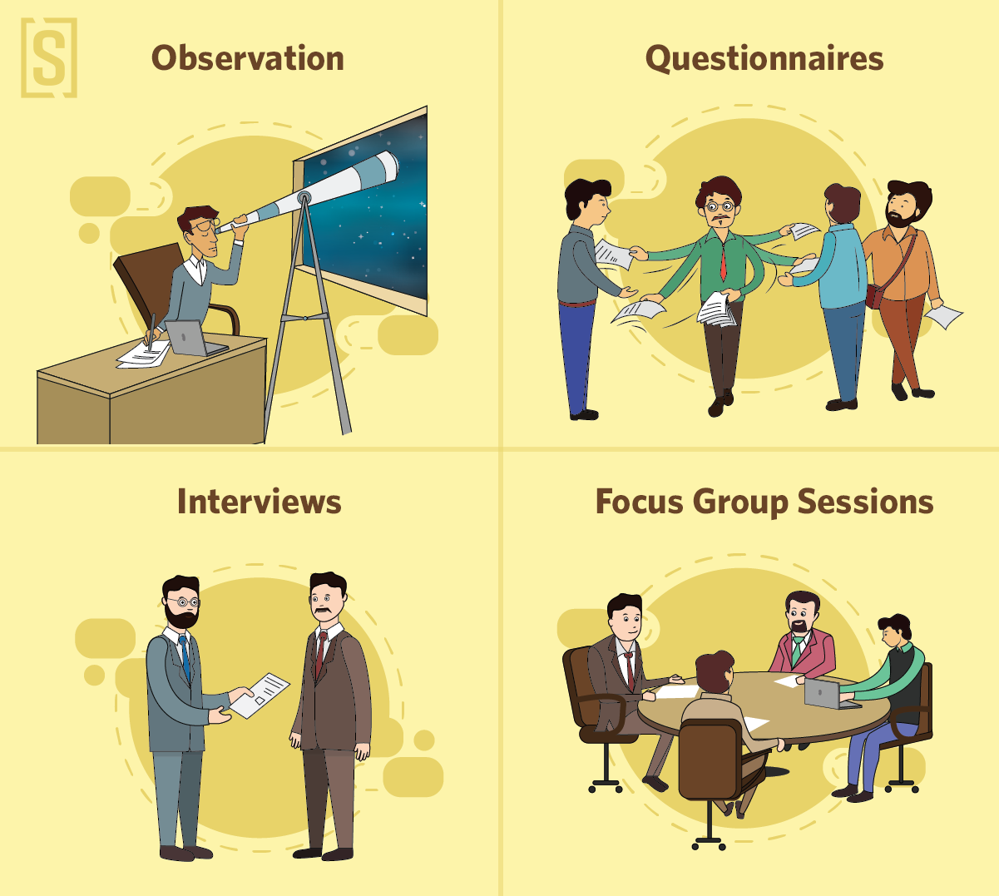 S
Observation
Questionnaires
Interviews
Focus Group Sessions